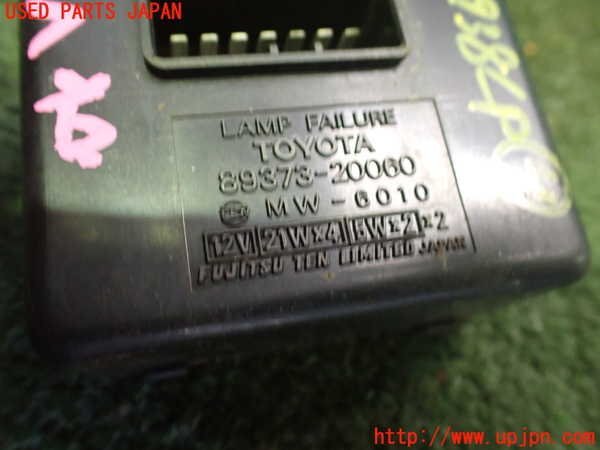 USED PARTS JAPAN
LAMP FAILURE
TOYOTA
89373-20060
MW-6010
12V 21W×4 5W×2×2
FUJITSU TEN LIMITED JAPAN
http://www.upjpn.com/